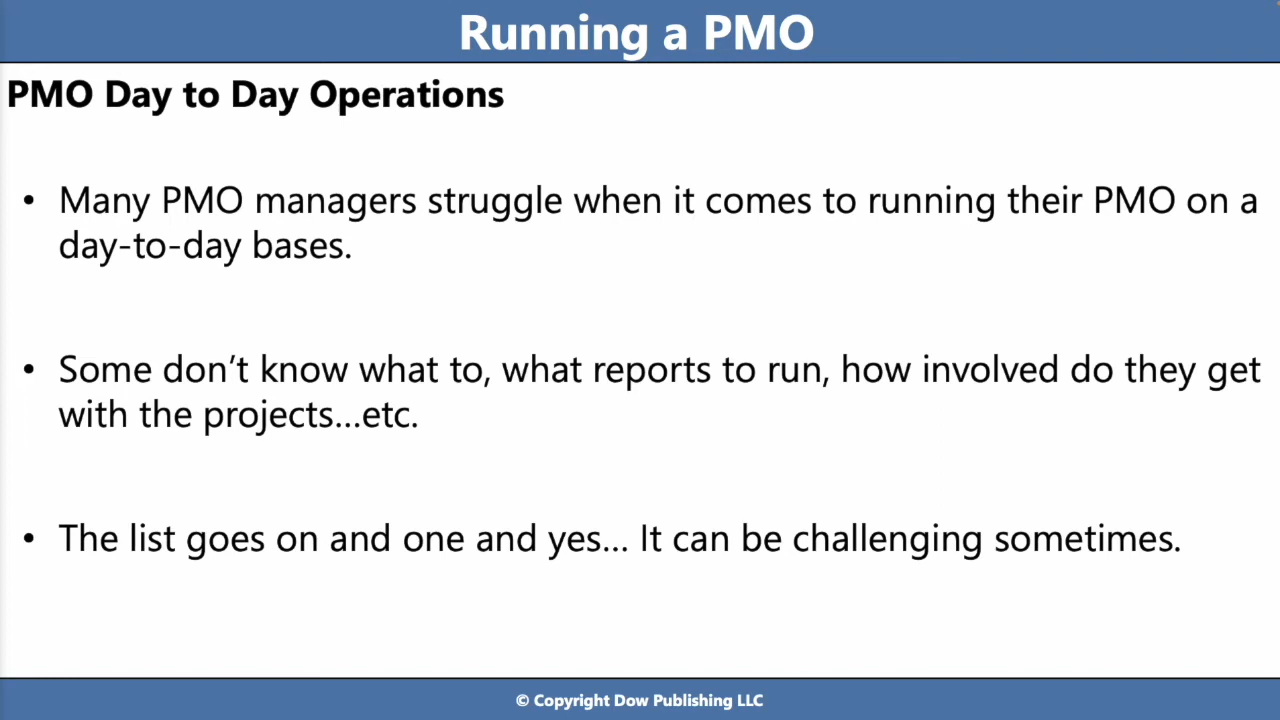 Running a PMO
PMO Day to Day Operations
• Many PMO managers struggle when it comes to running their PMO on a
day-to-day bases.
• Some don’t know what to, what reports to run, how involved do they get
with the projects...etc.
• The list goes on and one and yes... It can be challenging sometimes.
© Copyright Dow Publishing LLC